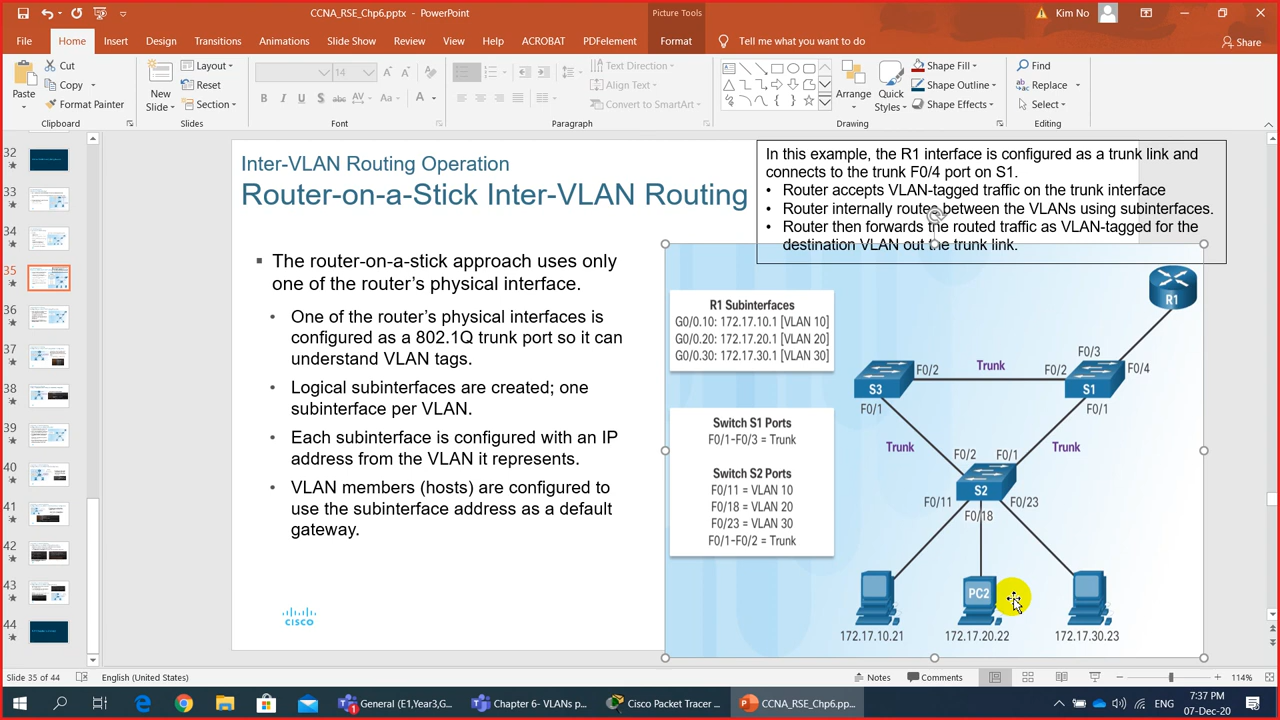 CCNA_RSE_Chp6.pptx - PowerPoint
Picture Tools
Kim No
File
Home
Insert
Design
Transitions
Animations
Slide Show
Review
View
Help
ACROBAT
PDFelement
Format
Tell me what you want to do
Share
Paste
Cut
Copy
Format Painter
Clipboard
New
Slide
Layout
Reset
Section
Slides
14
B I U S abc AV Aa A
Font
Text Direction
Align Text
Convert to SmartArt
Paragraph
Arrange
Quick
Styles
Shape Fill
Shape Outline
Shape Effects
Drawing
Find
Replace
Select
Editing
32
33
34
35
36
37
38
39
40
41
42
43
44
Inter-VLAN Routing Operation
Router-on-a-Stick Inter-VLAN Routing
In this example, the R1 interface is configured as a trunk link and
connects to the trunk F0/4 port on S1.
• Router accepts VLAN-tagged traffic on the trunk interface
• Router internally routes between the VLANs using subinterfaces.
• Router then forwards the routed traffic as VLAN-tagged for the
destination VLAN out the trunk link.
▪ The router-on-a-stick approach uses only
one of the router's physical interface.
• One of the router's physical interfaces is
configured as a 802.1Q trunk port so it can
understand VLAN tags.
• Logical subinterfaces are created; one
subinterface per VLAN.
• Each subinterface is configured with an IP
address from the VLAN it represents.
• VLAN members (hosts) are configured to
use the subinterface address as a default
gateway.
CISCO
R1 Subinterfaces
G0/0.10: 172.17.10.1 [VLAN 10]
G0/0.20: 172.17.20.1 [VLAN 20]
G0/0.30: 172.17.30.1 [VLAN 30]
Switch S1 Ports
F0/1-F0/3 = Trunk
Switch S2 Ports
F0/11 = VLAN 10
F0/18 = VLAN 20
F0/23 = VLAN 30
F0/1-F0/2 = Trunk
R1
F0/3
S3
F0/2
Trunk
F0/2
S1
F0/4
F0/1
F0/1
Trunk
Trunk
F0/2
F0/1
S2
F0/11
F0/18
F0/23
PC2
172.17.10.21
172.17.20.22
172.17.30.23
Slide 35 of 44
English (United States)
Notes
Comments
114%
General (E1,Year3,G...
Chapter 6- VLANs p...
Cisco Packet Tracer ...
CCNA_RSE_Chp6.pp...
ENG
7:37 PM
07-Dec-20